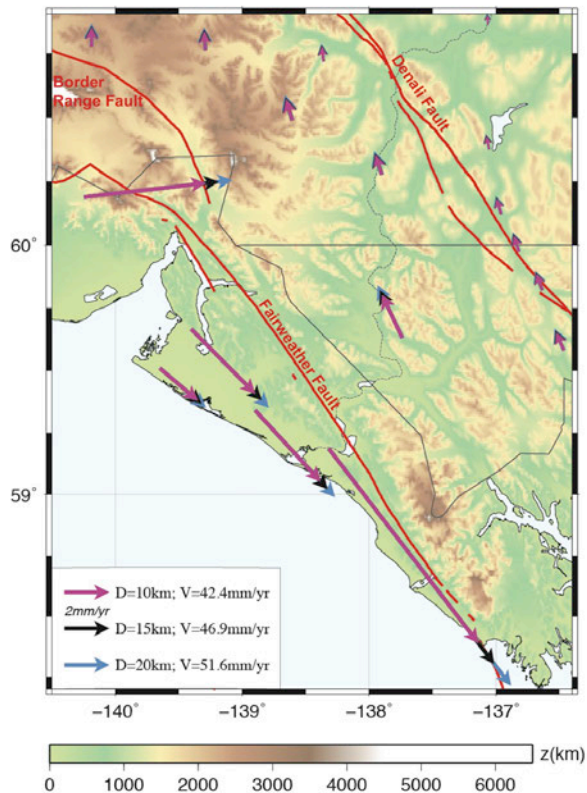 Border
Range Fault
Denali Fault
60°
Fairweather Fault
59°
D=10km; V=42.4mm/yr
2mm/yr
D=15km; V=46.9mm/yr
D=20km; V=51.6mm/yr
−140 −139 −138 −137
z(km)
0 1000 2000 3000 4000 5000 6000